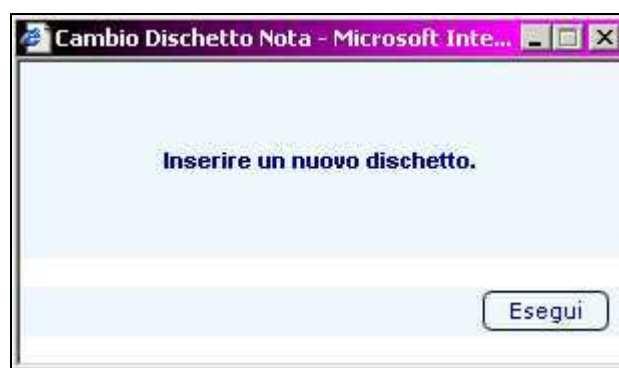 Cambio Dischetto Nota - Microsoft Inte...
Inserire un nuovo dischetto.
Esegui